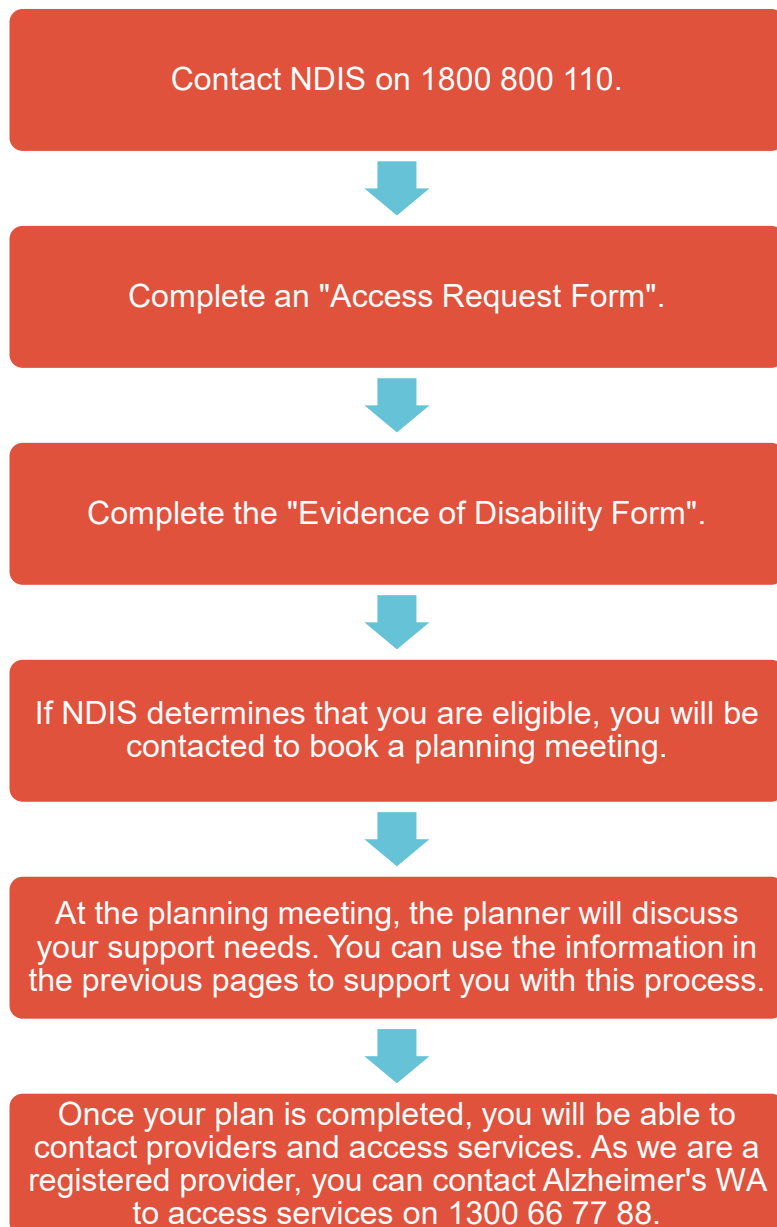 Contact NDIS on 1800 800 110.
Complete an "Access Request Form".
Complete the "Evidence of Disability Form".
If NDIS determines that you are eligible, you will be
contacted to book a planning meeting.
At the planning meeting, the planner will discuss
your support needs. You can use the information in
the previous pages to support you with this process.
Once your plan is completed, you will be able to
contact providers and access services. As we are a
registered provider, you can contact Alzheimer's WA
to access services on 1300 66 77 88.